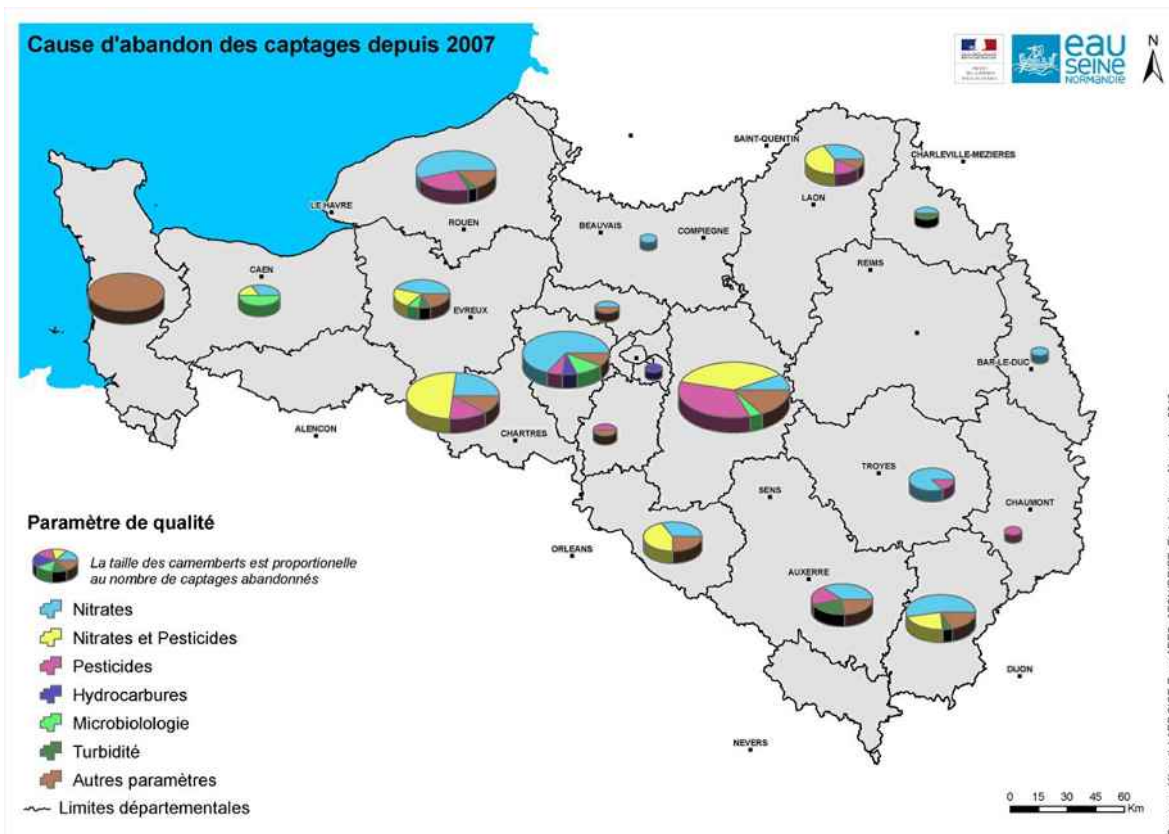 Cause d'abandon des captages depuis 2007
eau
SEINE
NORMANDIE
N
SAINT-QUENTIN
CHARLEVILLE-MEZIERES
LE HAVRE
ROUEN
BEAUVAIS
COMPIEGNE
LAON
CAEN
REIMS
EVREUX
BAR-LE-DUC
ALENCON
CHARTRES
TROYES
SENS
CHAUMONT
ORLEANS
AUXERRE
DIJON
NEVERS
Paramètre de qualité
La taille des camemberts est proportionelle
au nombre de captages abandonnés
Nitrates
Nitrates et Pesticides
Pesticides
Hydrocarbures
Microbiolologie
Turbidité
Autres paramètres
Limites départementales
0 15 30 45 60
Km